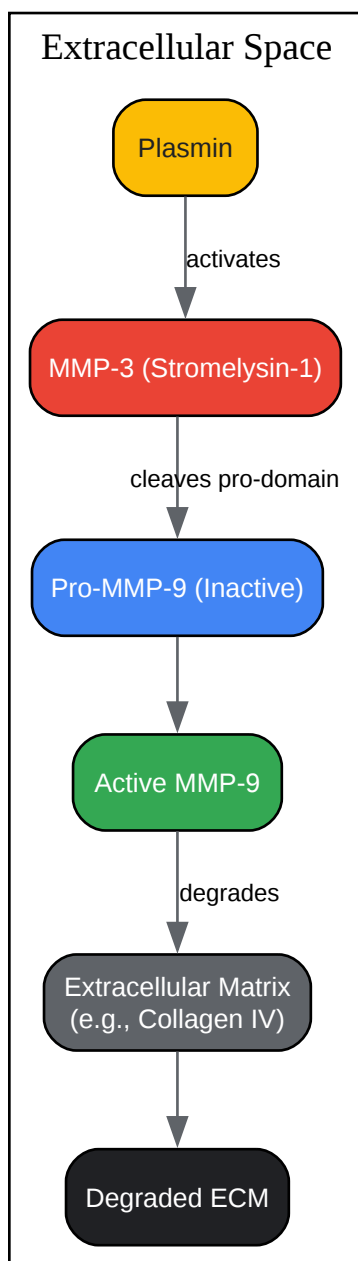 Extracellular Space
Plasmin
activates
MMP-3 (Stromelysin-1)
cleaves pro-domain
Pro-MMP-9 (Inactive)
Active MMP-9
degrades
Extracellular Matrix
(e.g., Collagen IV)
Degraded ECM